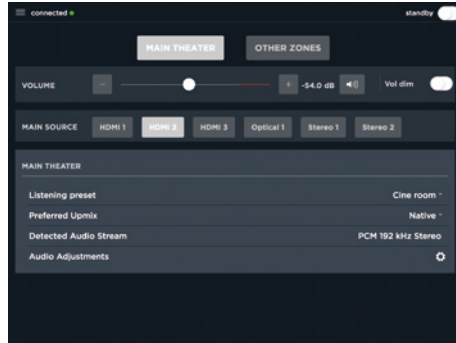 connected
standby
MAIN THEATER OTHER ZONES
VOLUME - + -54.0 dB Vol dim
MAIN SOURCE HDMI 1 HDMI 2 HDMI 3 Optical 1 Stereo 1 Stereo 2
MAIN THEATER
Listening preset Cine room
Preferred Upmix Native
Detected Audio Stream PCM 192 kHz Stereo
Audio Adjustments